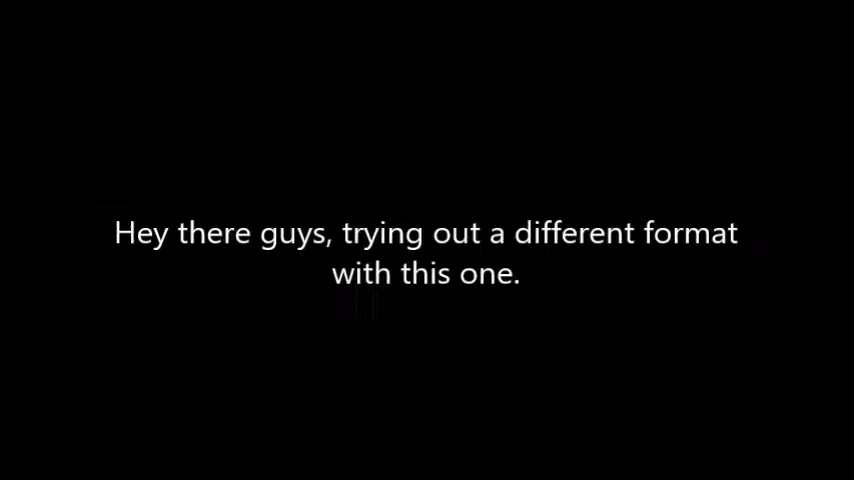 Hey there guys, trying out a different format
with this one.